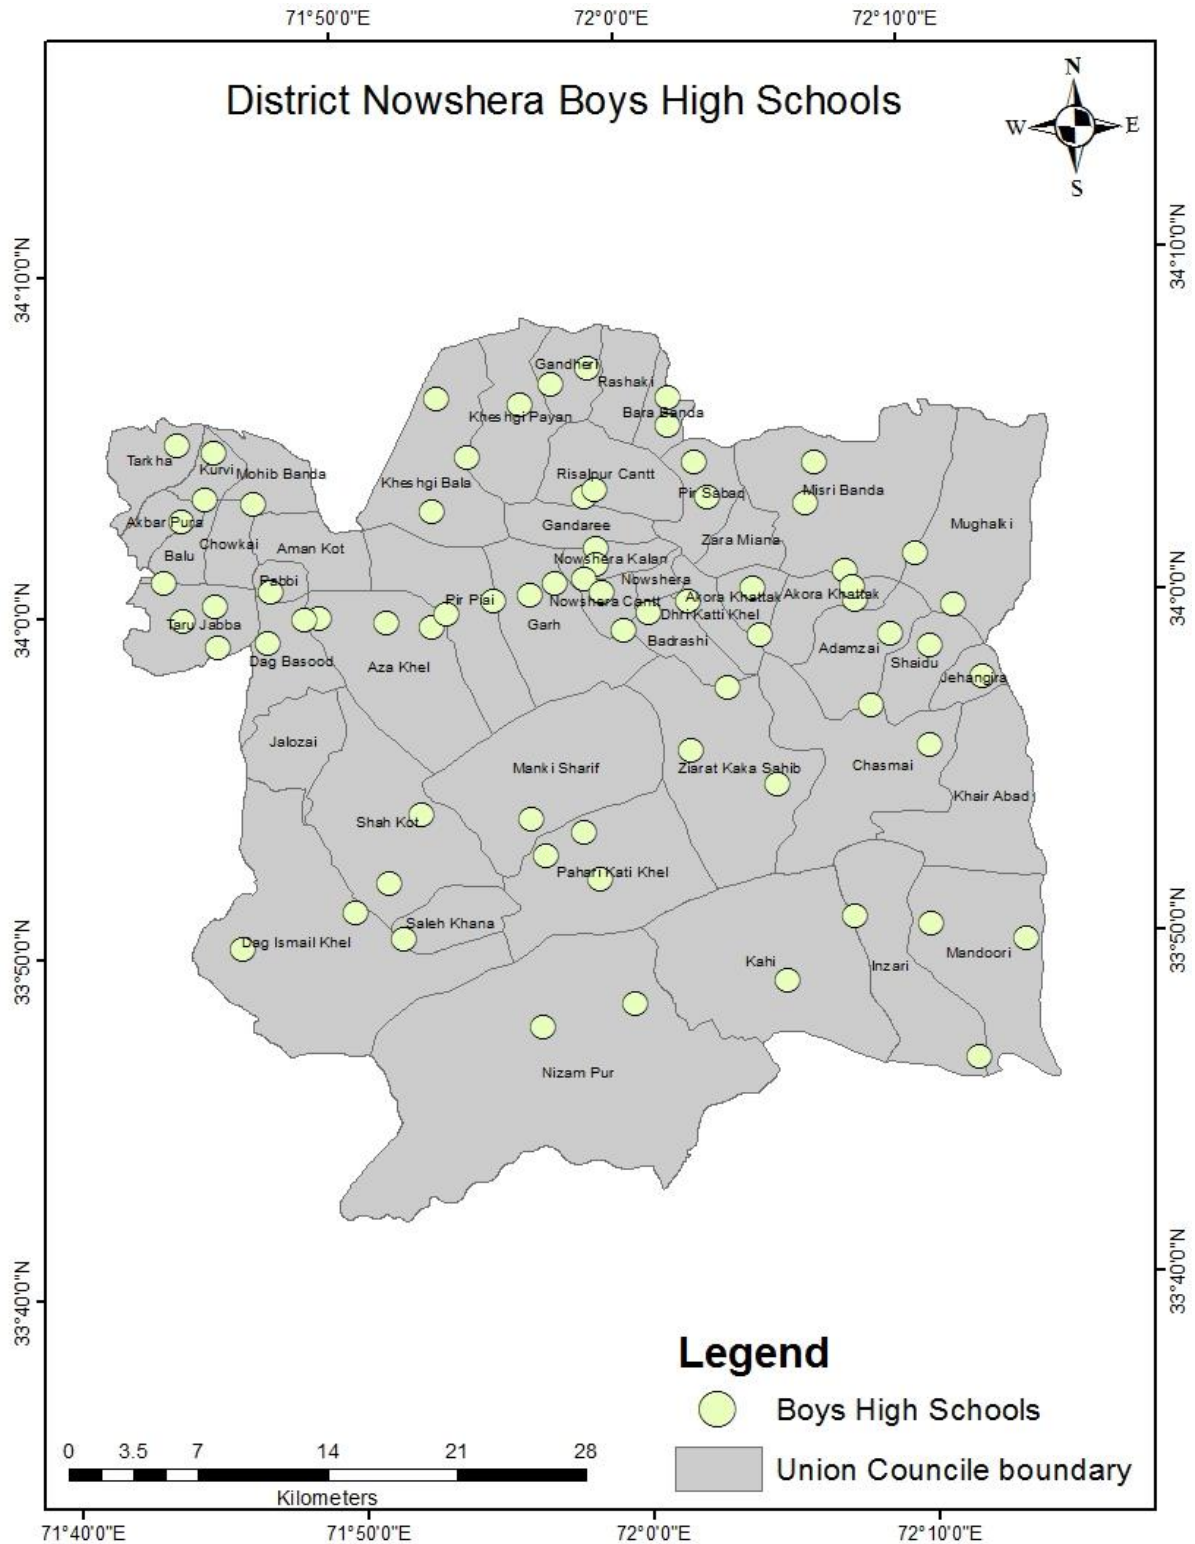 71°50'0"E 72°0'0"E 72°10'0"E
District Nowshera Boys High Schools
N
W E
S
34°10'0"N
34°10'0"N
Gandheri
Rashaki
Kheshgi Payan
Bara Banda
Tarkha
Kurvi
Mohib Banda
Kheshgi Bala
Risalpur Cantt
Pir Sabaq
Misri Banda
Akbar Pura
Gandaree
Mughalki
Chowkai
Aman Kot
Zara Miana
Balu
Nowshera Kalan
Pabbi
Nowshera
34°0'0"N
Pir Piai
Nowshera Cantt
Akora Khattak
Akora Khattak
34°0'0"N
Taru Jabba
Garh
Dhri Katti Khel
Badrashi
Adamzai
Dag Basood
Aza Khel
Shaidu
Jehangira
Jalozai
Manki Sharif
Ziarat Kaka Sahib
Chasmai
Khair Abad
Shah Kot
Pahari Kati Khel
Saleh Khana
Dag Ismail Khel
Kahi
Inzari
Mandoori
33°50'0"N
33°50'0"N
Nizam Pur
33°40'0"N
33°40'0"N
Legend
Boys High Schools
Union Councile boundary
0 3.5 7 14 21 28
Kilometers
71°40'0"E 71°50'0"E 72°0'0"E 72°10'0"E